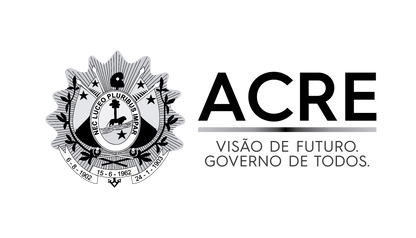 NEC LUCEO PLURIBUS IMPAR
6-8-1902
15-6-1962
24-1-1903
ACRE
VISÃO DE FUTURO.
GOVERNO DE TODOS.